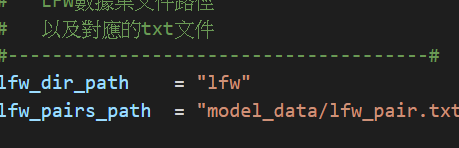 # LFW數據集文件路徑
# 以及對應的txt文件
#------------------------------------#
lfw_dir_path = "lfw"
lfw_pairs_path = "model_data/lfw_pair.txt